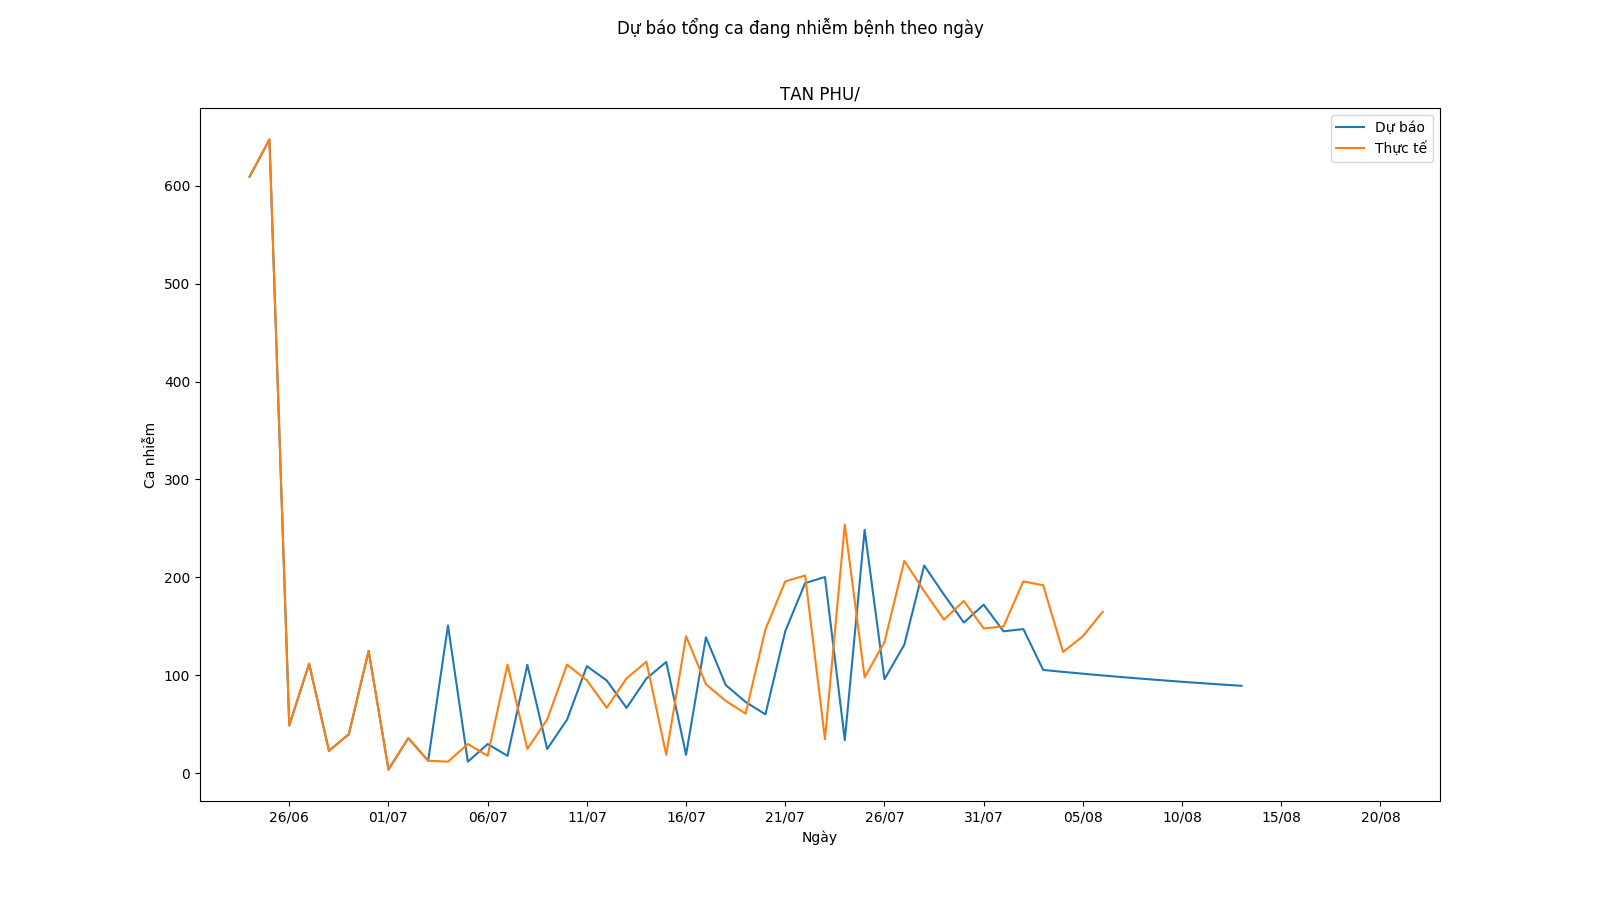 Dự báo tổng ca đang nhiễm bệnh theo ngày
TAN PHU/
Dự báo
Thực tế
600
500
400
300
200
100
0
Ca nhiễm
26/06 01/07 06/07 11/07 16/07 21/07 26/07 31/07 05/08 10/08 15/08 20/08
Ngày